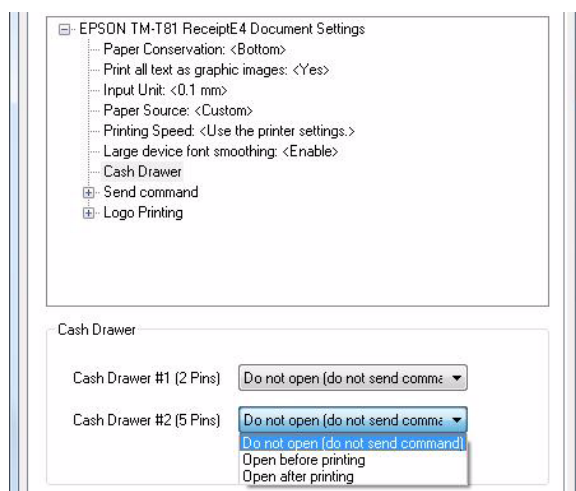 EPSON TM-T81 ReceiptE4 Document Settings
Paper Conservation: <Bottom>
Print all text as graphic images: <Yes>
Input Unit: <0.1 mm>
Paper Source: <Custom>
Printing Speed: <Use the printer settings.>
Large device font smoothing: <Enable>
Cash Drawer
Send command
Logo Printing
Cash Drawer
Cash Drawer #1 (2 Pins) Do not open (do not send comma
Cash Drawer #2 (5 Pins) Do not open (do not send comma
Do not open (do not send command)
Open before printing
Open after printing